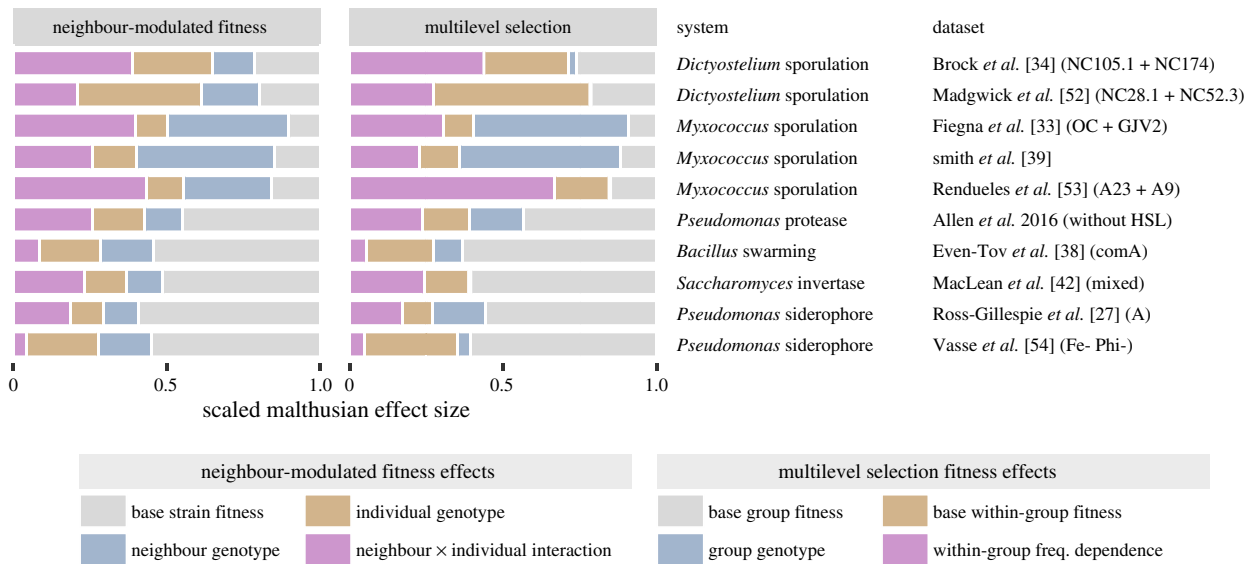 neighbour-modulated fitness
multilevel selection
system
dataset
Dictyostelium sporulation
Brock et al. [34] (NC105.1 + NC174)
Dictyostelium sporulation
Madgwick et al. [52] (NC28.1 + NC52.3)
Myxococcus sporulation
Fiegna et al. [33] (OC + GJV2)
Myxococcus sporulation
smith et al. [39]
Myxococcus sporulation
Rendueles et al. [53] (A23 + A9)
Pseudomonas protease
Allen et al. 2016 (without HSL)
Bacillus swarming
Even-Tov et al. [38] (comA)
Saccharomyces invertase
MacLean et al. [42] (mixed)
Pseudomonas siderophore
Ross-Gillespie et al. [27] (A)
Pseudomonas siderophore
Vasse et al. [54] (Fe- Phi-)
0
0.5
1.0
0
0.5
1.0
scaled malthusian effect size
neighbour-modulated fitness effects
base strain fitness
individual genotype
neighbour genotype
neighbour × individual interaction
multilevel selection fitness effects
base group fitness
base within-group fitness
group genotype
within-group freq. dependence